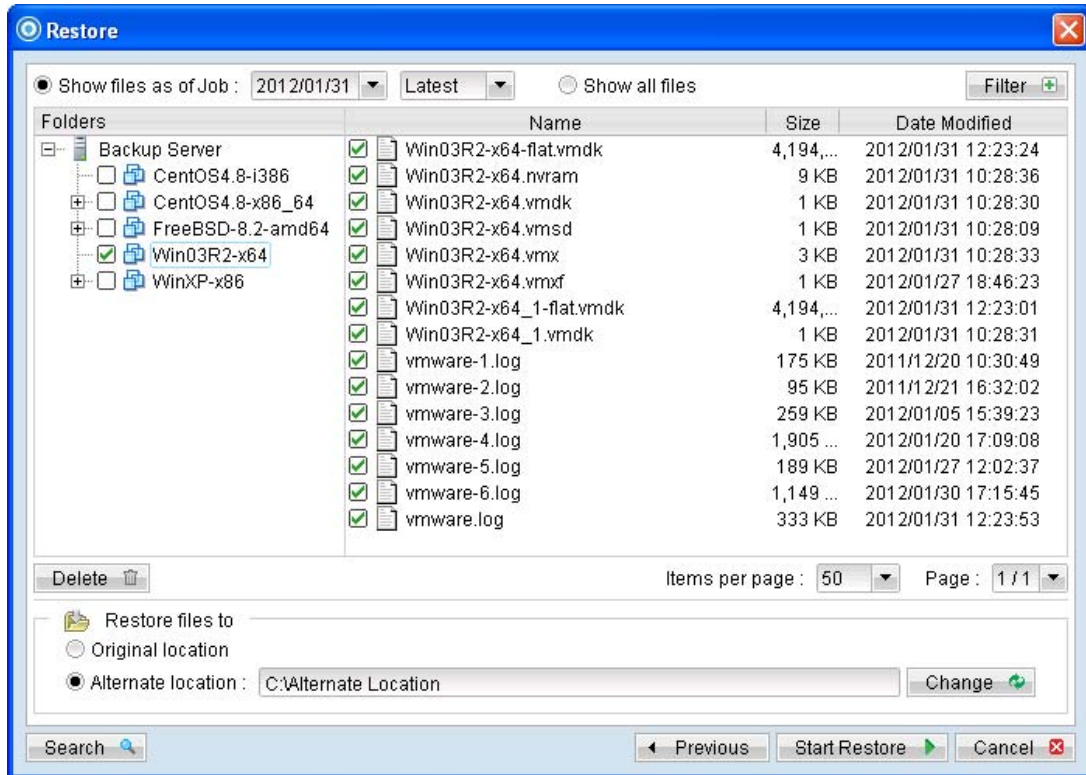 Restore
Show files as of Job : 2012/01/31 Latest Show all files Filter
Folders Name Size Date Modified
Backup Server
CentOS4.8-i386
CentOS4.8-x86_64
FreeBSD-8.2-amd64
Win03R2-x64
WinXP-x86
Win03R2-x64-flat.vmdk 4,194,... 2012/01/31 12:23:24
Win03R2-x64.nvram 9 KB 2012/01/31 10:28:36
Win03R2-x64.vmdk 1 KB 2012/01/31 10:28:30
Win03R2-x64.vmsd 1 KB 2012/01/31 10:28:09
Win03R2-x64.vmx 3 KB 2012/01/31 10:28:33
Win03R2-x64.vmxf 1 KB 2012/01/27 18:46:23
Win03R2-x64_1-flat.vmdk 4,194,... 2012/01/31 12:23:01
Win03R2-x64_1.vmdk 1 KB 2012/01/31 10:28:31
vmware-1.log 175 KB 2011/12/20 10:30:49
vmware-2.log 95 KB 2011/12/21 16:32:02
vmware-3.log 259 KB 2012/01/05 15:39:23
vmware-4.log 1,905 ... 2012/01/20 17:09:08
vmware-5.log 189 KB 2012/01/27 12:02:37
vmware-6.log 1,149 ... 2012/01/30 17:15:45
vmware.log 333 KB 2012/01/31 12:23:53
Delete Items per page : 50 Page : 1 / 1
Restore files to
Original location
Alternate location : C:\Alternate Location Change
Search Previous Start Restore Cancel